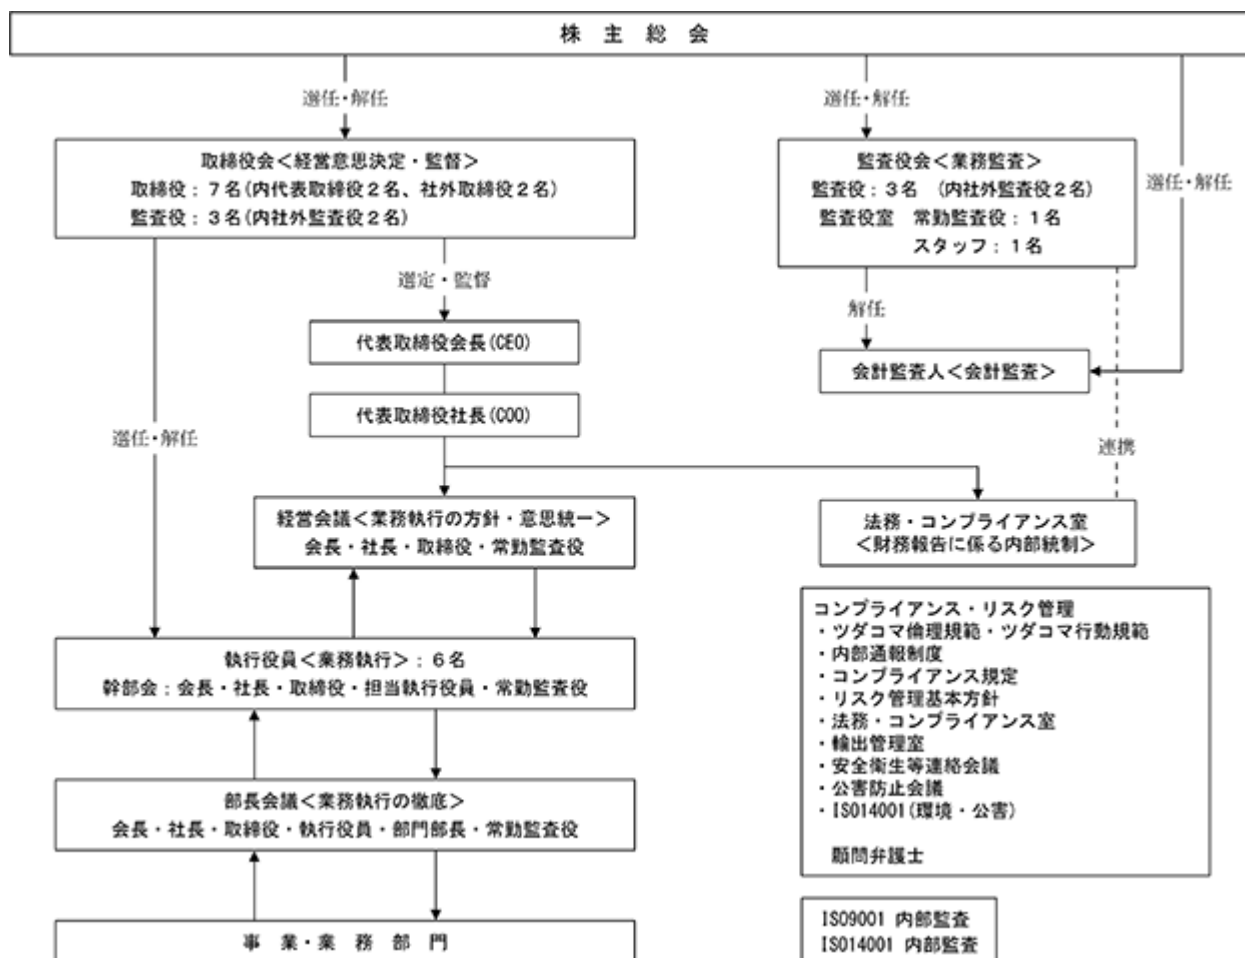 株 主 総 会
選任・解任
選任・解任
取締役会＜経営意思決定・監督＞
取締役：７名(内代表取締役２名、社外取締役２名)
監査役：３名(内社外監査役２名)
監査役会＜業務監査＞
監査役：３名 (内社外監査役２名)
監査役室 常勤監査役：１名
スタッフ：１名
選任・解任
選定・監督
解任
代表取締役会長(CEO)
会計監査人＜会計監査＞
代表取締役社長(COO)
選任・解任
連携
経営会議＜業務執行の方針・意思統一＞
会長・社長・取締役・常勤監査役
法務・コンプライアンス室
＜財務報告に係る内部統制＞
執行役員＜業務執行＞：６名
幹部会：会長・社長・取締役・担当執行役員・常勤監査役
コンプライアンス・リスク管理
・ツダコマ倫理規範・ツダコマ行動規範
・内部通報制度
・コンプライアンス規定
・リスク管理基本方針
・法務・コンプライアンス室
・輸出管理室
・安全衛生等連絡会議
・公害防止会議
・ISO14001(環境・公害)
顧問弁護士
部長会議＜業務執行の徹底＞
会長・社長・取締役・執行役員・部門部長・常勤監査役
事 業・業 務 部 門
ISO9001 内部監査
ISO14001 内部監査